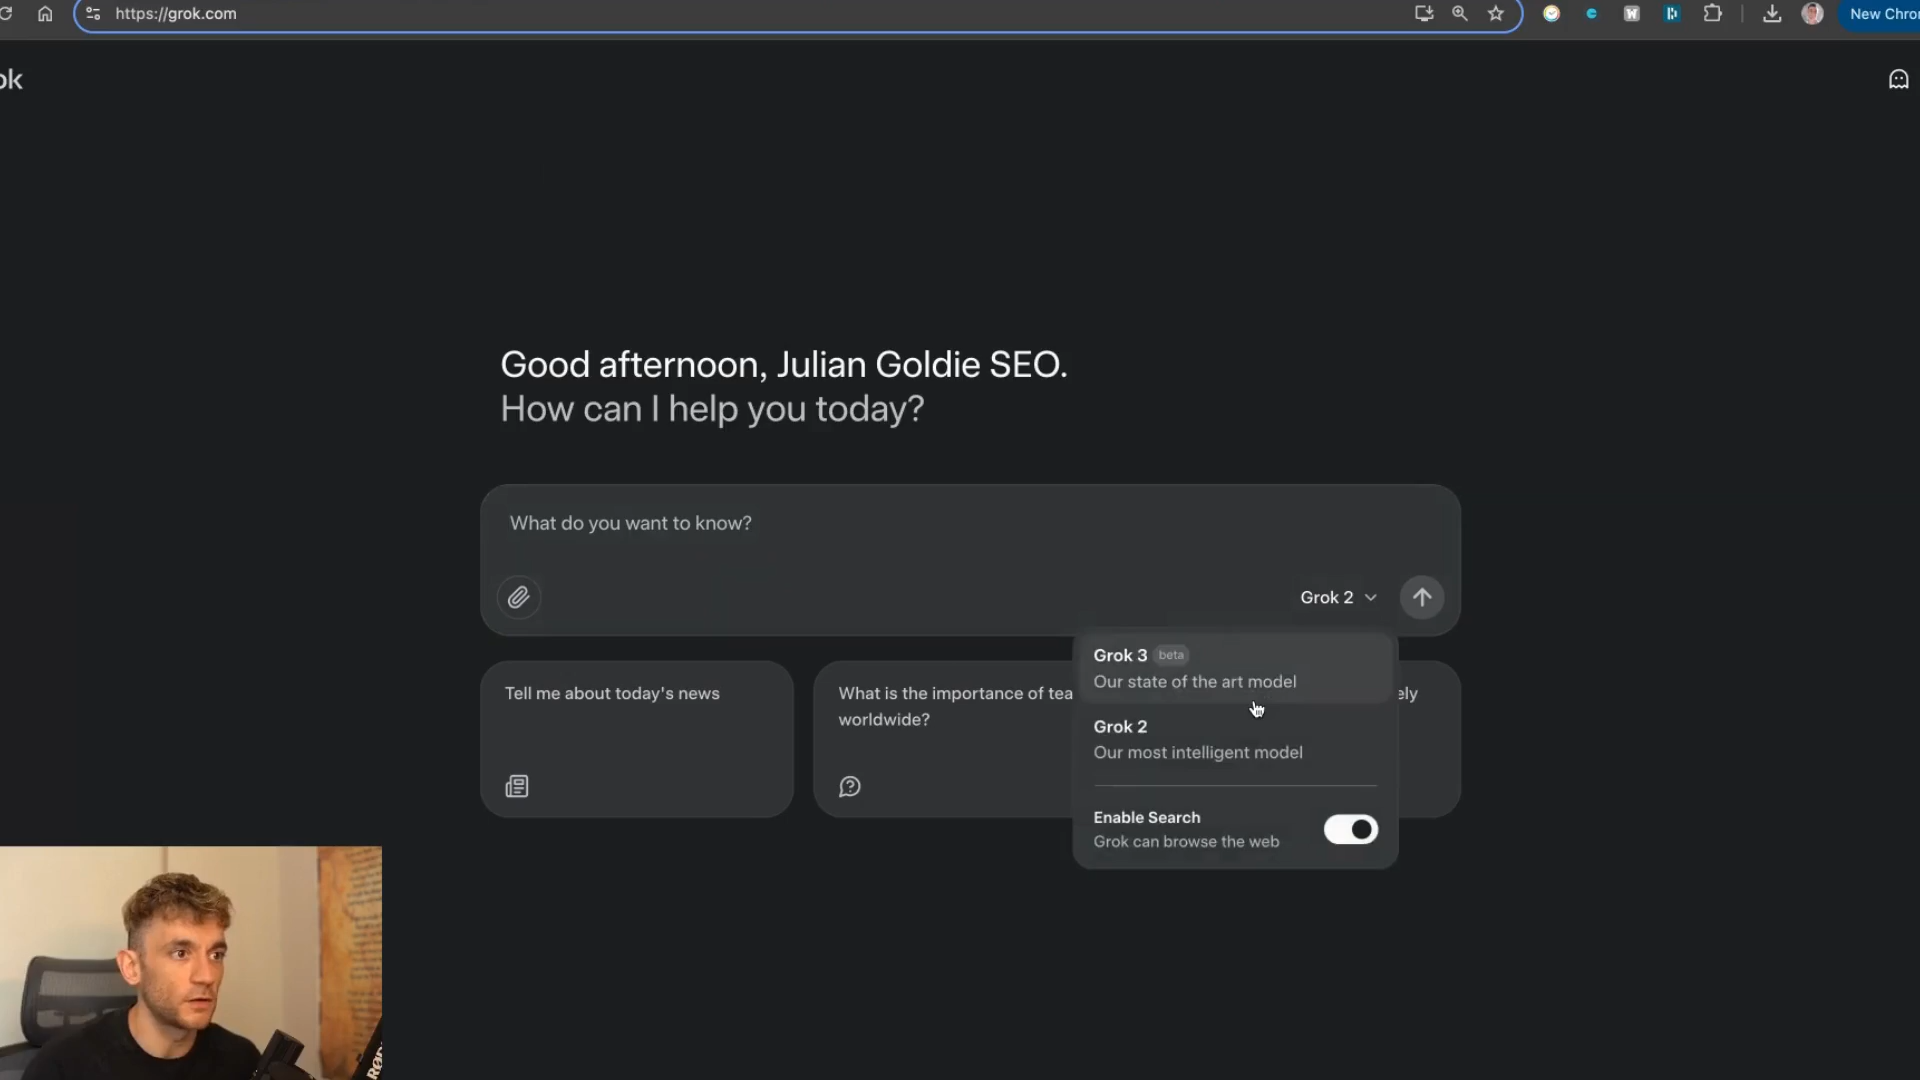 https://grok.com
New Chro
ok
Good afternoon, Julian Goldie SEO.
How can I help you today?
What do you want to know?
Grok 2
Grok 3 beta
Our state of the art model
Grok 2
Our most intelligent model
Enable Search
Grok can browse the web
Tell me about today's news
What is the importance of tea
worldwide?
ely
RØD